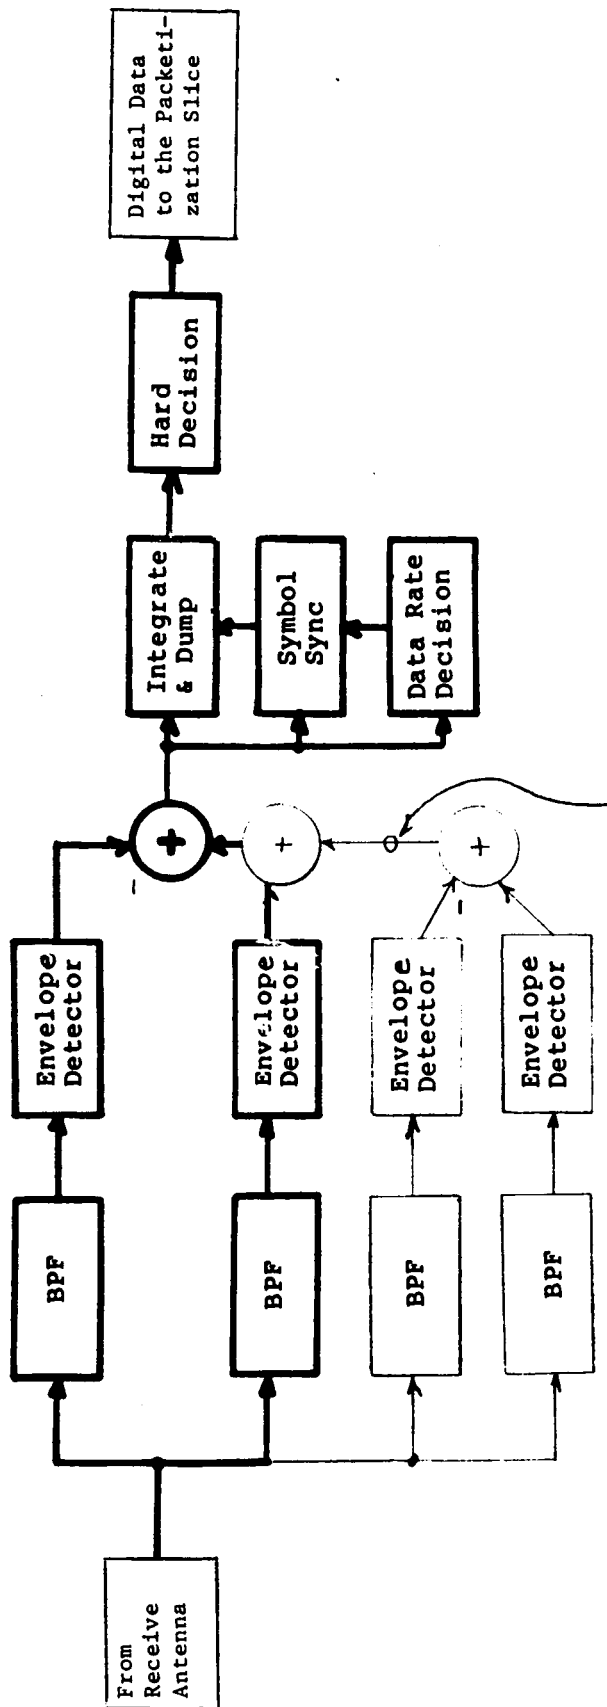 From
Receive
Antenna
BPF
BPF
BPF
BPF
Envelope
Detector
Envelope
Detector
Envelope
Detector
Envelope
Detector
-
+
+
-
+
Integrate
& Dump
Symbol
Sync
Data Rate
Decision
Hard
Decision
Digital Data
to the Packeti-
zation Slice